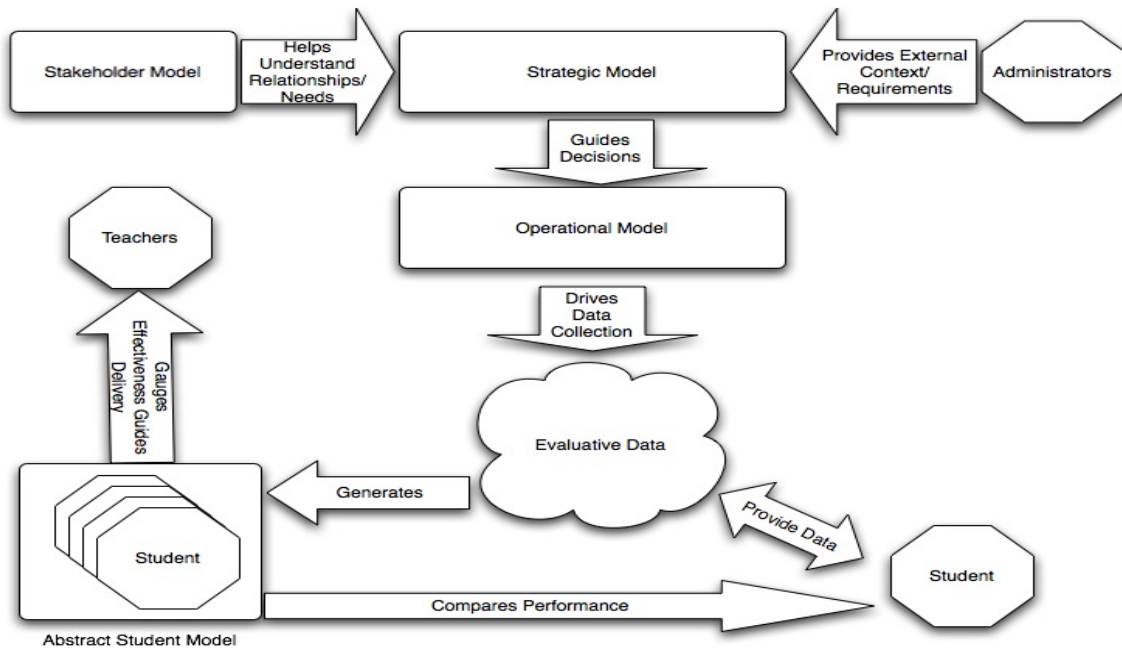 Stakeholder Model
Helps
Understand
Relationships/
Needs
Strategic Model
Provides External
Context/
Requirements
Administrators
Guides
Decisions
Operational Model
Teachers
Drives
Data
Collection
Gauges
Effectiveness Guides
Delivery
Evaluative Data
Generates
Provide Data
Student
Student
Compares Performance
Abstract Student Model